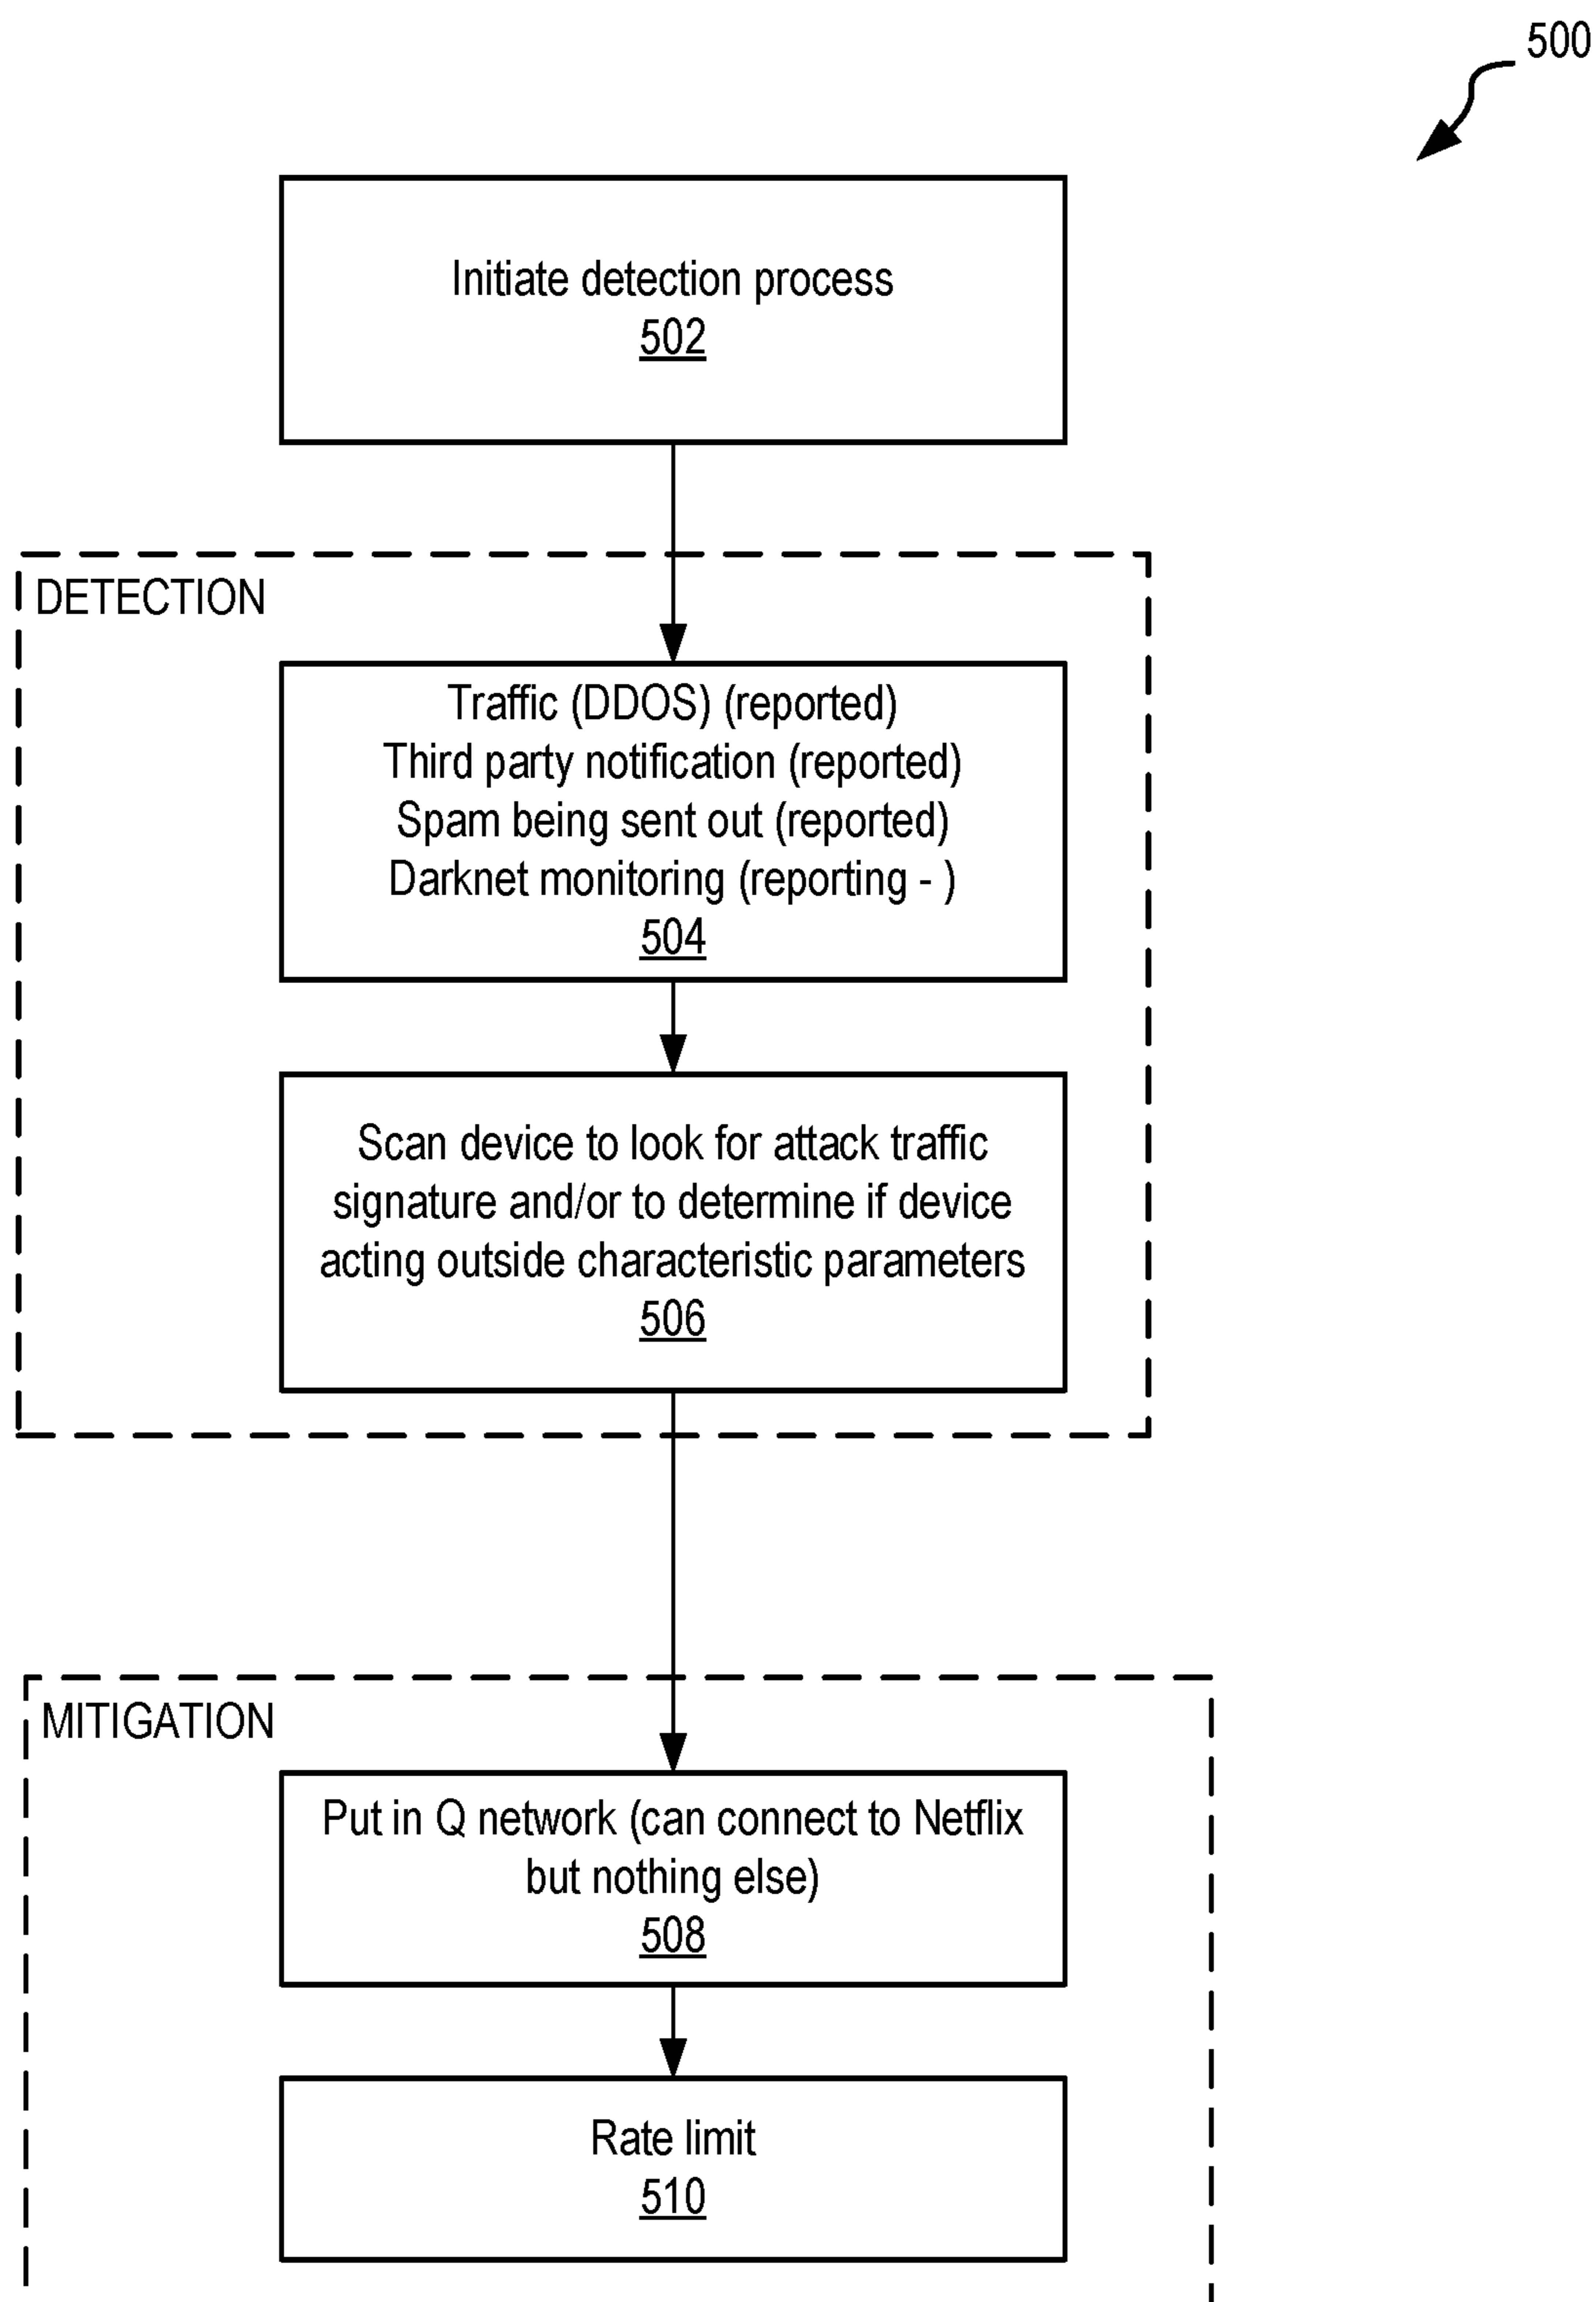 500
Initiate detection process
502
DETECTION
Traffic (DDOS) (reported)
Third party notification (reported)
Spam being sent out (reported)
Darknet monitoring (reporting - )
504
Scan device to look for attack traffic
signature and/or to determine if device
acting outside characteristic parameters
506
MITIGATION
Put in Q network (can connect to Netflix
but nothing else)
508
Rate limit
510